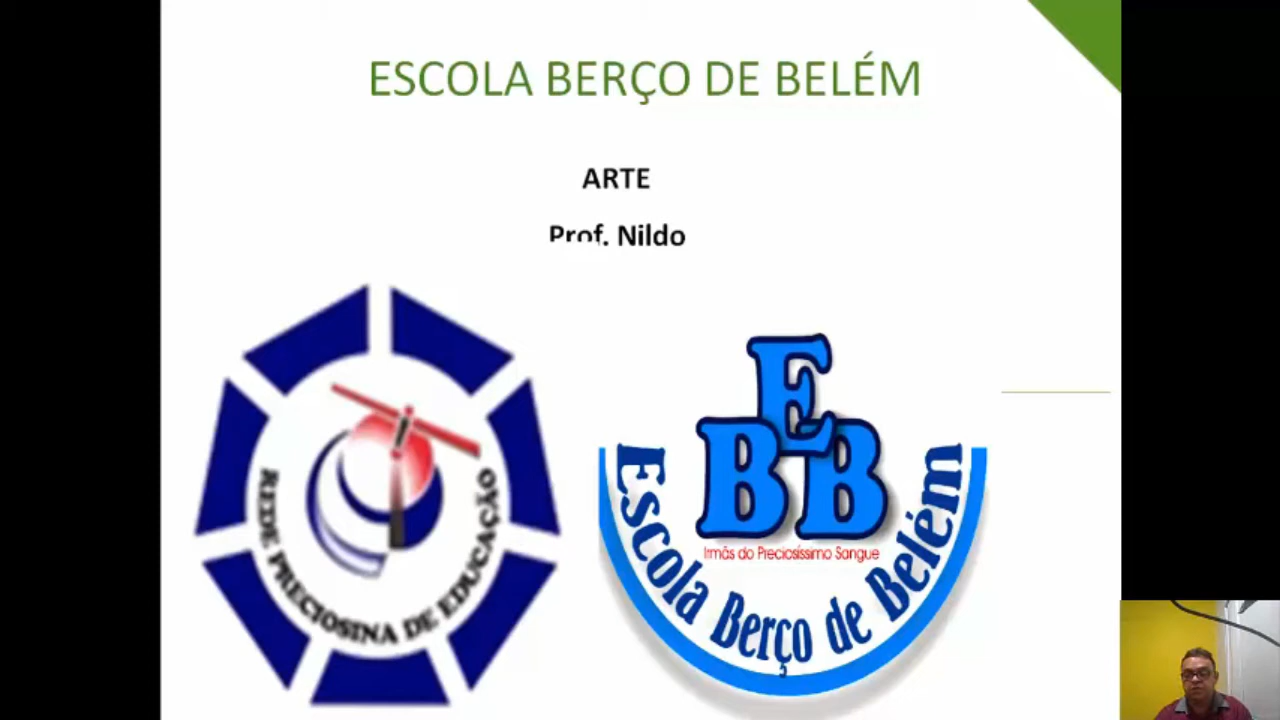 ESCOLA BERÇO DE BELÉM
ARTE
Prof. Nildo
REDE PRECIOSINA DE EDUCAÇÃO
EBB
Irmãs do Preciosíssimo Sangue
Escola Berço de Belém